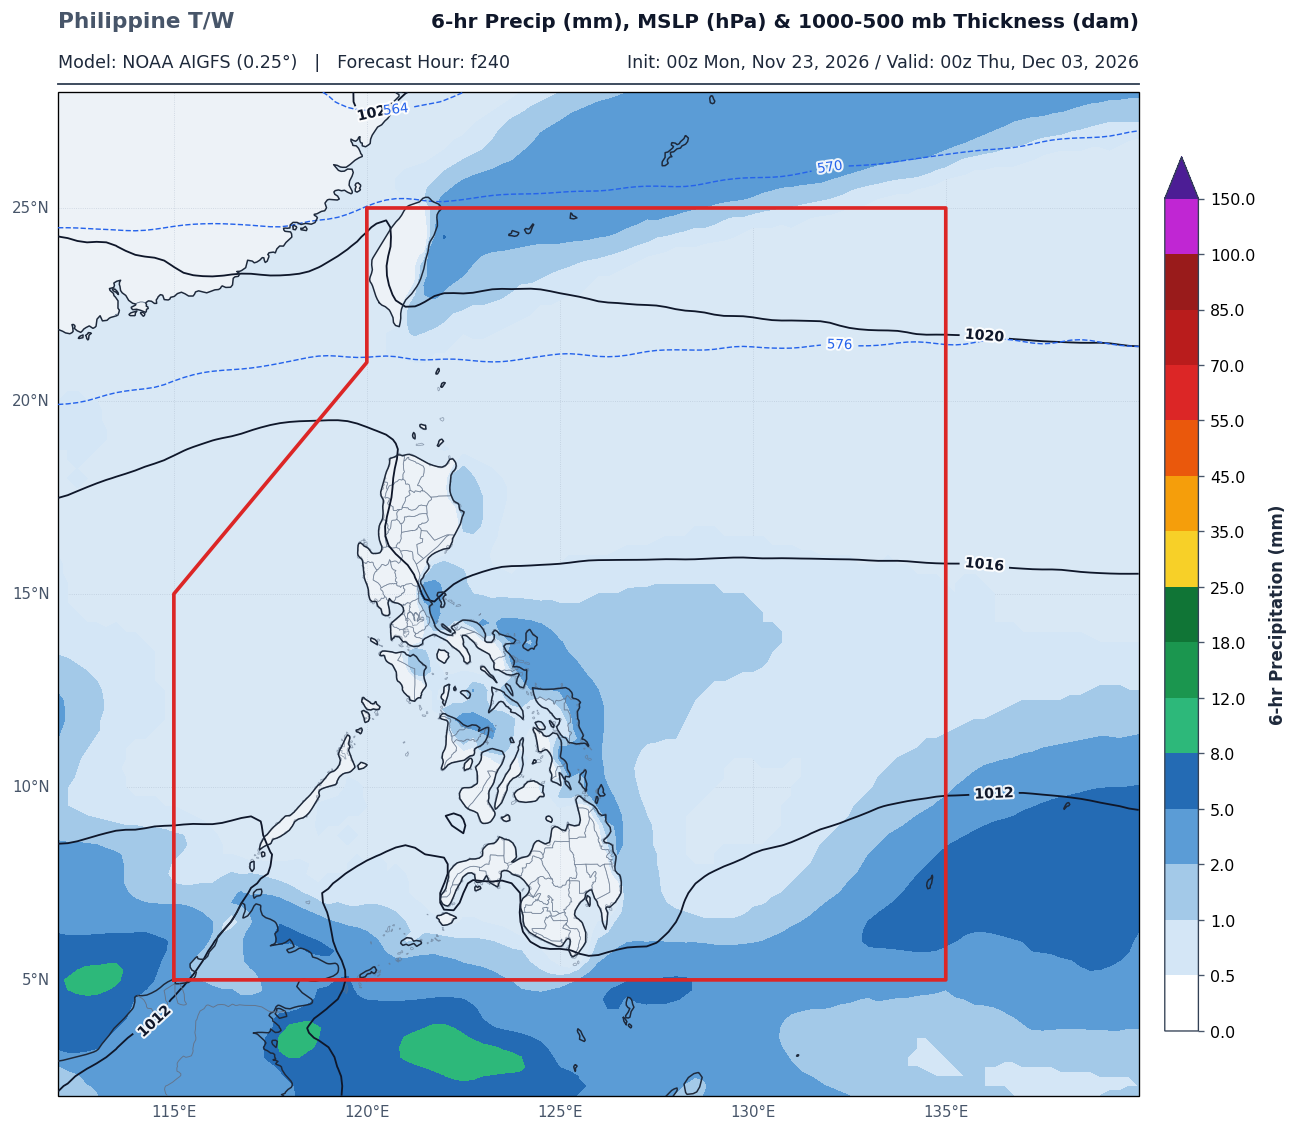 Philippine T/W
6-hr Precip (mm), MSLP (hPa) & 1000-500 mb Thickness (dam)
Model: NOAA AIGFS (0.25°) | Forecast Hour: f240
Init: 00z Mon, Nov 23, 2026 / Valid: 00z Thu, Dec 03, 2026
102
564
570
576
1020
1016
1012
1012
25°N
20°N
15°N
10°N
5°N
115°E
120°E
125°E
130°E
135°E
150.0
100.0
85.0
70.0
55.0
45.0
35.0
25.0
18.0
12.0
8.0
5.0
2.0
1.0
0.5
0.0
6-hr Precipitation (mm)